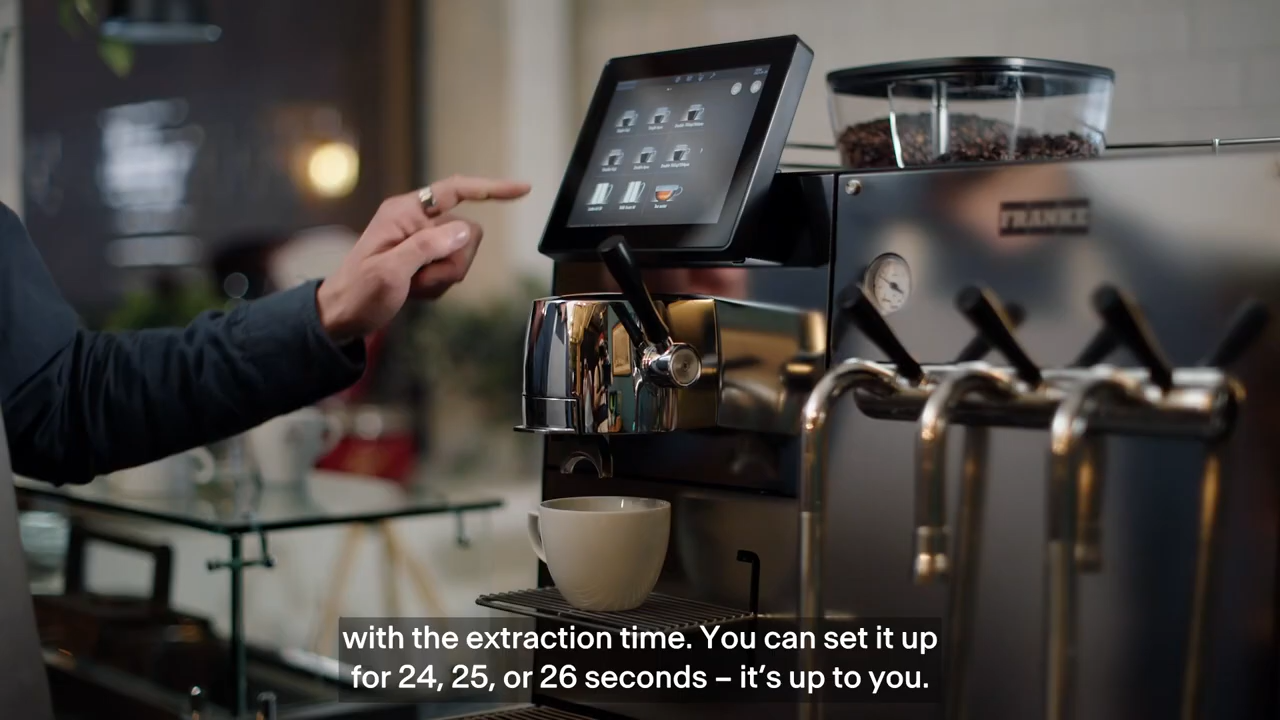 FRANKE
with the extraction time. You can set it up
for 24, 25, or 26 seconds – it's up to you.